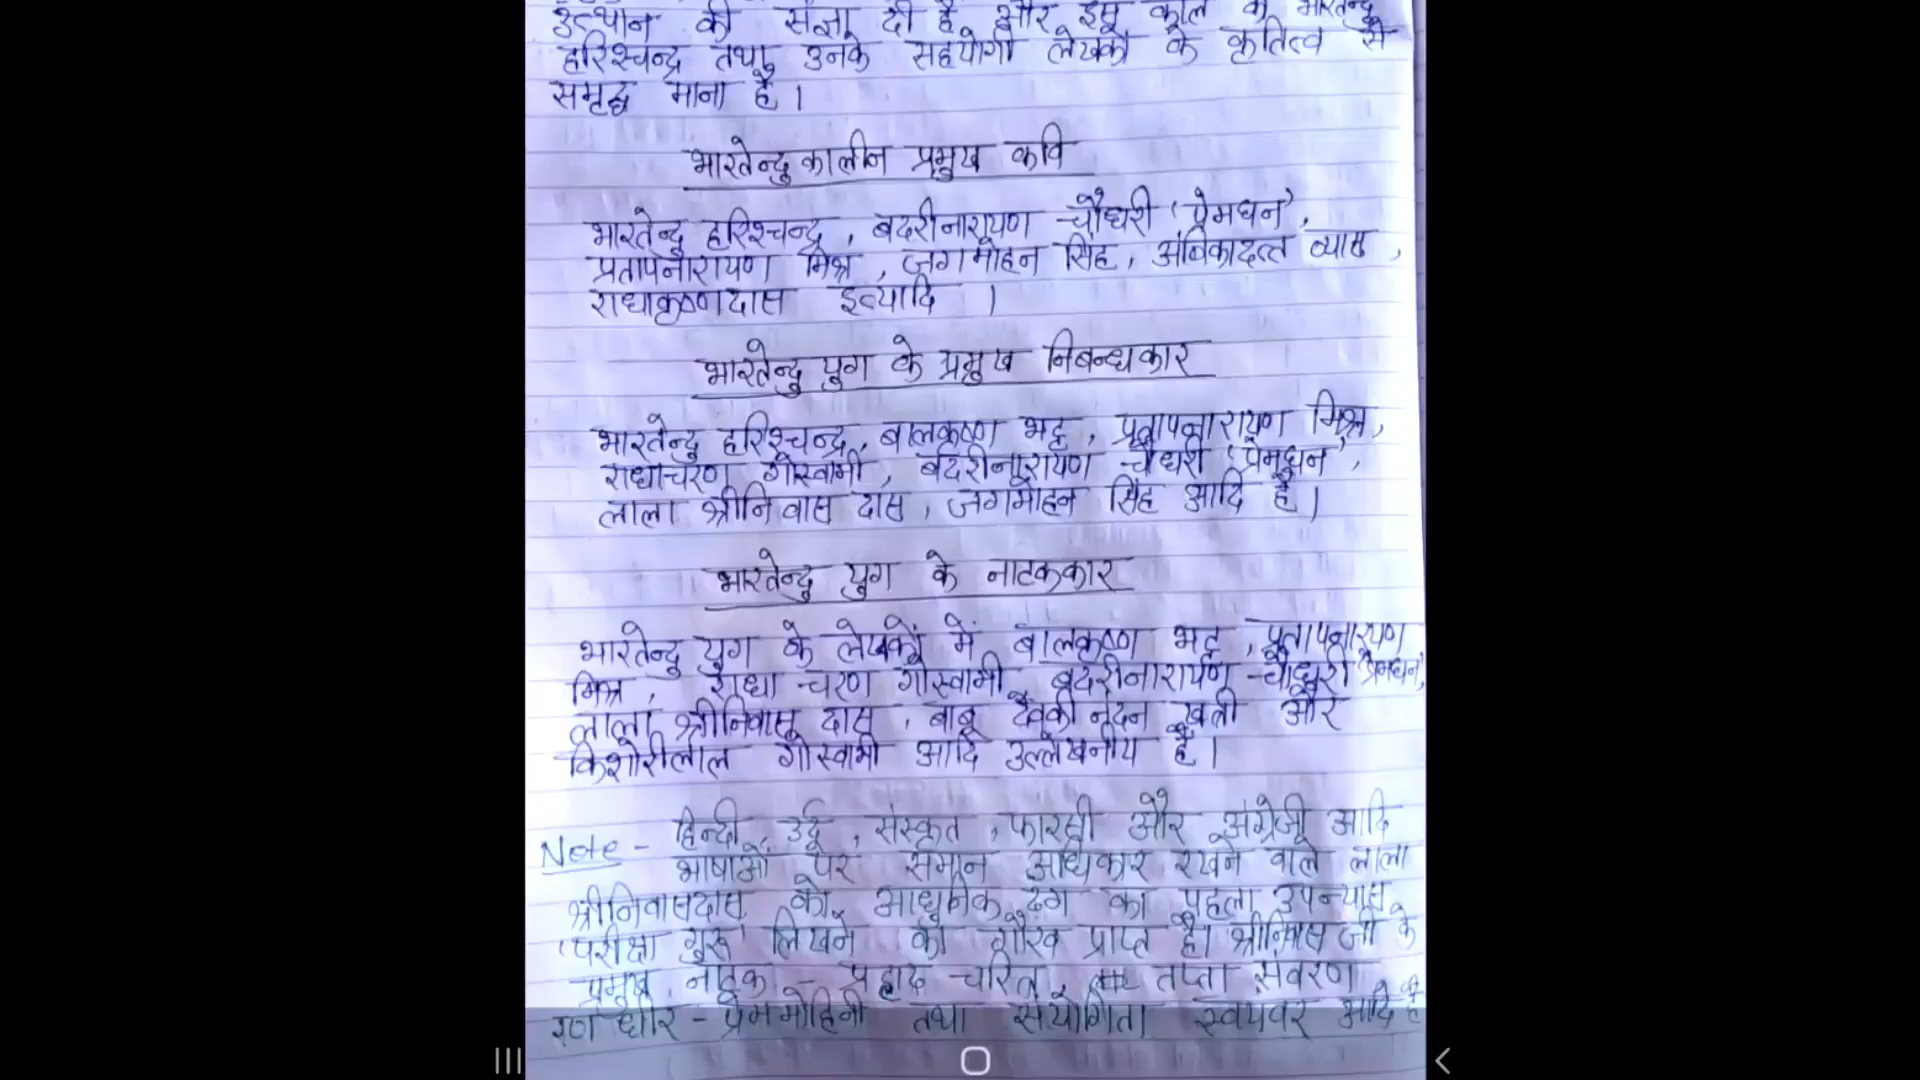 उत्थान की संज्ञा दी है और इस काल के भारतेन्दु
हरिश्चन्द्र तथा उनके सहयोगी लेखकों के कृतित्व से
समृद्ध माना है।
भारतेन्दुकालीन प्रमुख कवि
भारतेन्दु हरिश्चन्द्र, बदरीनारायण चौधरी 'प्रेमघन',
प्रतापनारायण मिश्र, जगमोहन सिंह, अंबिकादत्त व्यास,
राधाकृष्णदास इत्यादि ।
भारतेन्दु युग के प्रमुख निबन्धकार
भारतेन्दु हरिश्चन्द्र, बालकृष्ण भट्ट, प्रतापनारायण मिश्र,
राधाचरण गोस्वामी, बदरीनारायण चौधरी 'प्रेमघन',
लाला श्रीनिवास दास, जगमोहन सिंह आदि है।
भारतेन्दु युग के नाटककार
भारतेन्दु युग के लेखकों में बालकृष्ण भट्ट, प्रतापनारायण
मिश्र, राधा चरण गोस्वामी, बदरीनारायण चौधरी 'प्रेमघन',
लाला श्रीनिवास दास, बाबू देवकी नंदन खत्री और
किशोरीलाल गोस्वामी आदि उल्लेखनीय है।
Note - हिन्दी, उर्दू, संस्कृत, फारसी और अंग्रेजी आदि
भाषाओं पर समान अधिकार रखने वाले लाला
श्रीनिवासदास को आधुनिक ढंग का पहला उपन्यास
'परीक्षा गुरु' लिखने का गौरव प्राप्त है। श्रीनिवास जी के
प्रमुख नाटक - प्रह्लाद चरित्र, तप्ता संवरण
रण धीर - प्रेममोहिनी तथा संयोगिता स्वयंवर आदि है